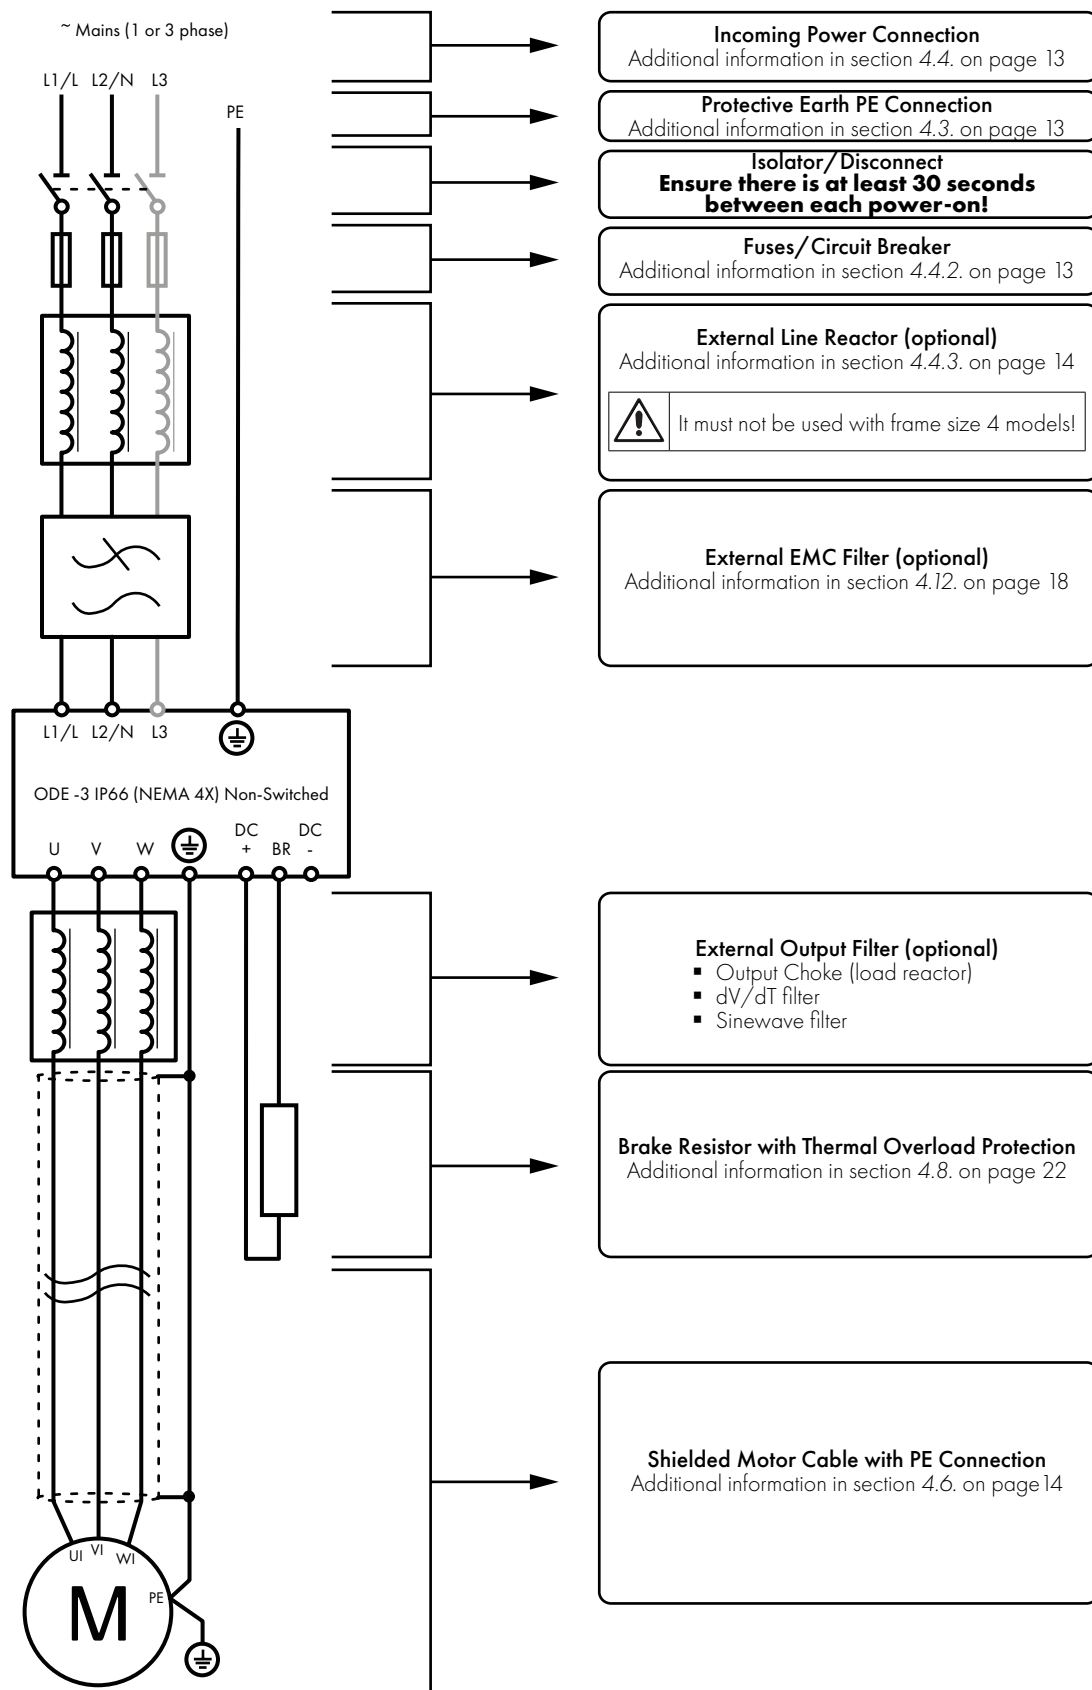 ~ Mains (1 or 3 phase)
L1/L L2/N L3
PE
Incoming Power Connection
Additional information in section 4.4. on page 13
Protective Earth PE Connection
Additional information in section 4.3. on page 13
Isolator/Disconnect
Ensure there is at least 30 seconds
between each power-on!
Fuses/Circuit Breaker
Additional information in section 4.4.2. on page 13
External Line Reactor (optional)
Additional information in section 4.4.3. on page 14
It must not be used with frame size 4 models!
External EMC Filter (optional)
Additional information in section 4.12. on page 18
L1/L L2/N L3
ODE -3 IP66 (NEMA 4X) Non-Switched
U V W DC + BR DC -
External Output Filter (optional)
▪ Output Choke (load reactor)
▪ dV/dT filter
▪ Sinewave filter
Brake Resistor with Thermal Overload Protection
Additional information in section 4.8. on page 22
Shielded Motor Cable with PE Connection
Additional information in section 4.6. on page14
UI VI WI
M
PE